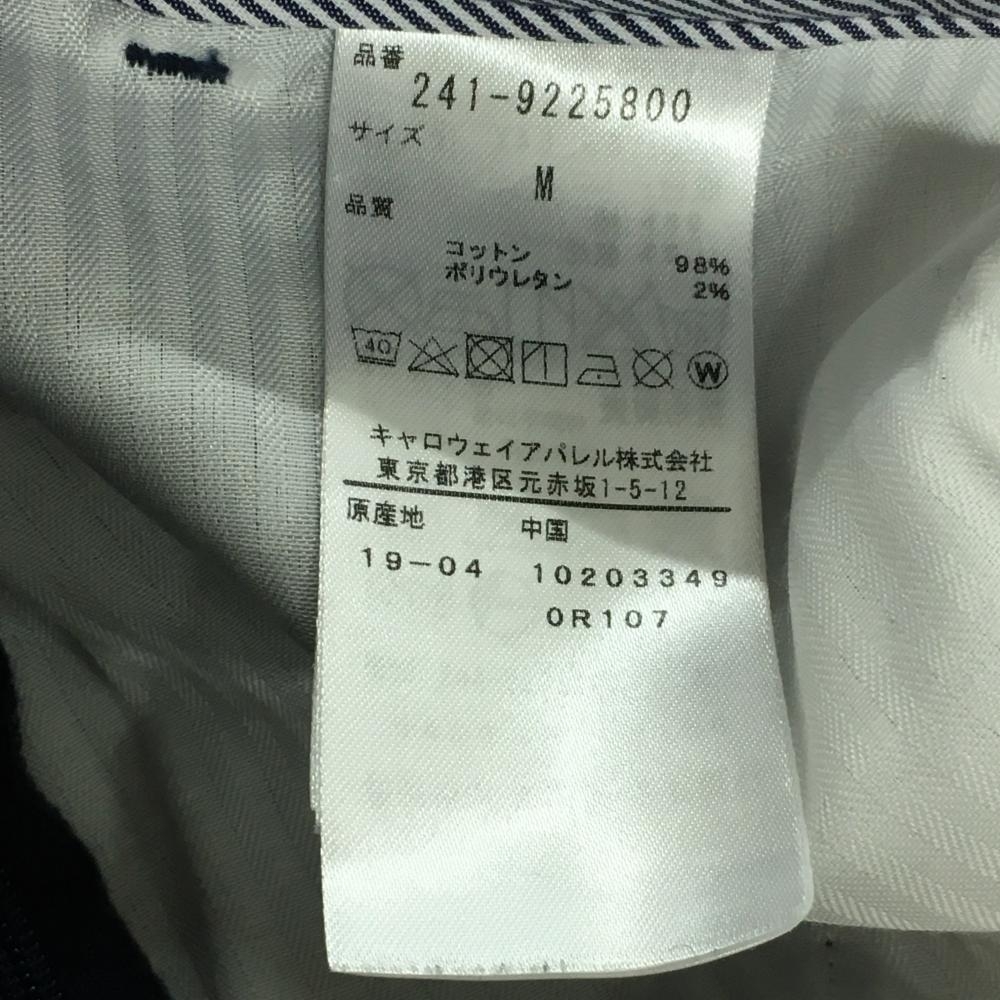 品番
241-9225800
サイズ
M
品質
コットン 98%
ポリウレタン 2%
40 W
キャロウェイアパレル株式会社
東京都港区元赤坂1-5-12
原産地 中国
19-04 10203349
0R107